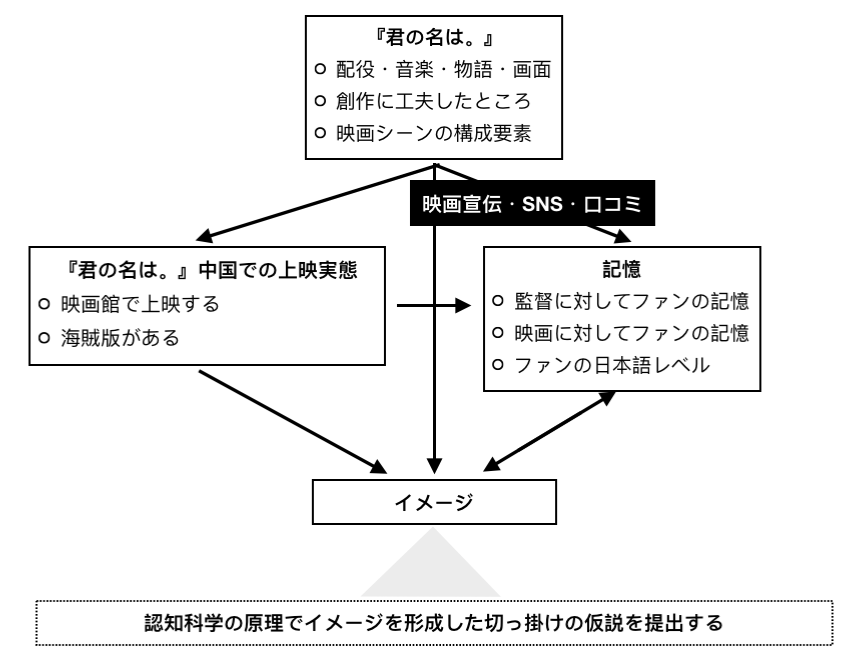 『君の名は。』
○ 配役・音楽・物語・画面
○ 創作に工夫したところ
○ 映画シーンの構成要素
映画宣伝・SNS・口コミ
『君の名は。』中国での上映実態
○ 映画館で上映する
○ 海賊版がある
記憶
○ 監督に対してファンの記憶
○ 映画に対してファンの記憶
○ ファンの日本語レベル
イメージ
認知科学の原理でイメージを形成した切っ掛けの仮説を提出する